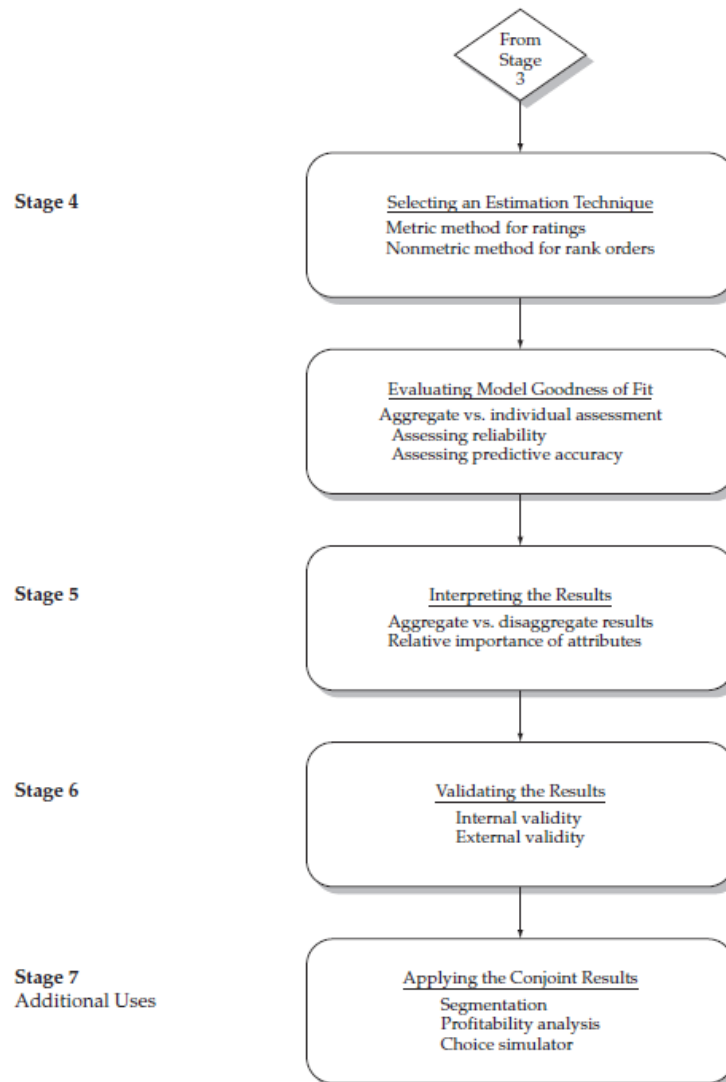 From
Stage
3
Stage 4
Selecting an Estimation Technique
Metric method for ratings
Nonmetric method for rank orders
Evaluating Model Goodness of Fit
Aggregate vs. individual assessment
Assessing reliability
Assessing predictive accuracy
Stage 5
Interpreting the Results
Aggregate vs. disaggregate results
Relative importance of attributes
Stage 6
Validating the Results
Internal validity
External validity
Stage 7
Additional Uses
Applying the Conjoint Results
Segmentation
Profitability analysis
Choice simulator